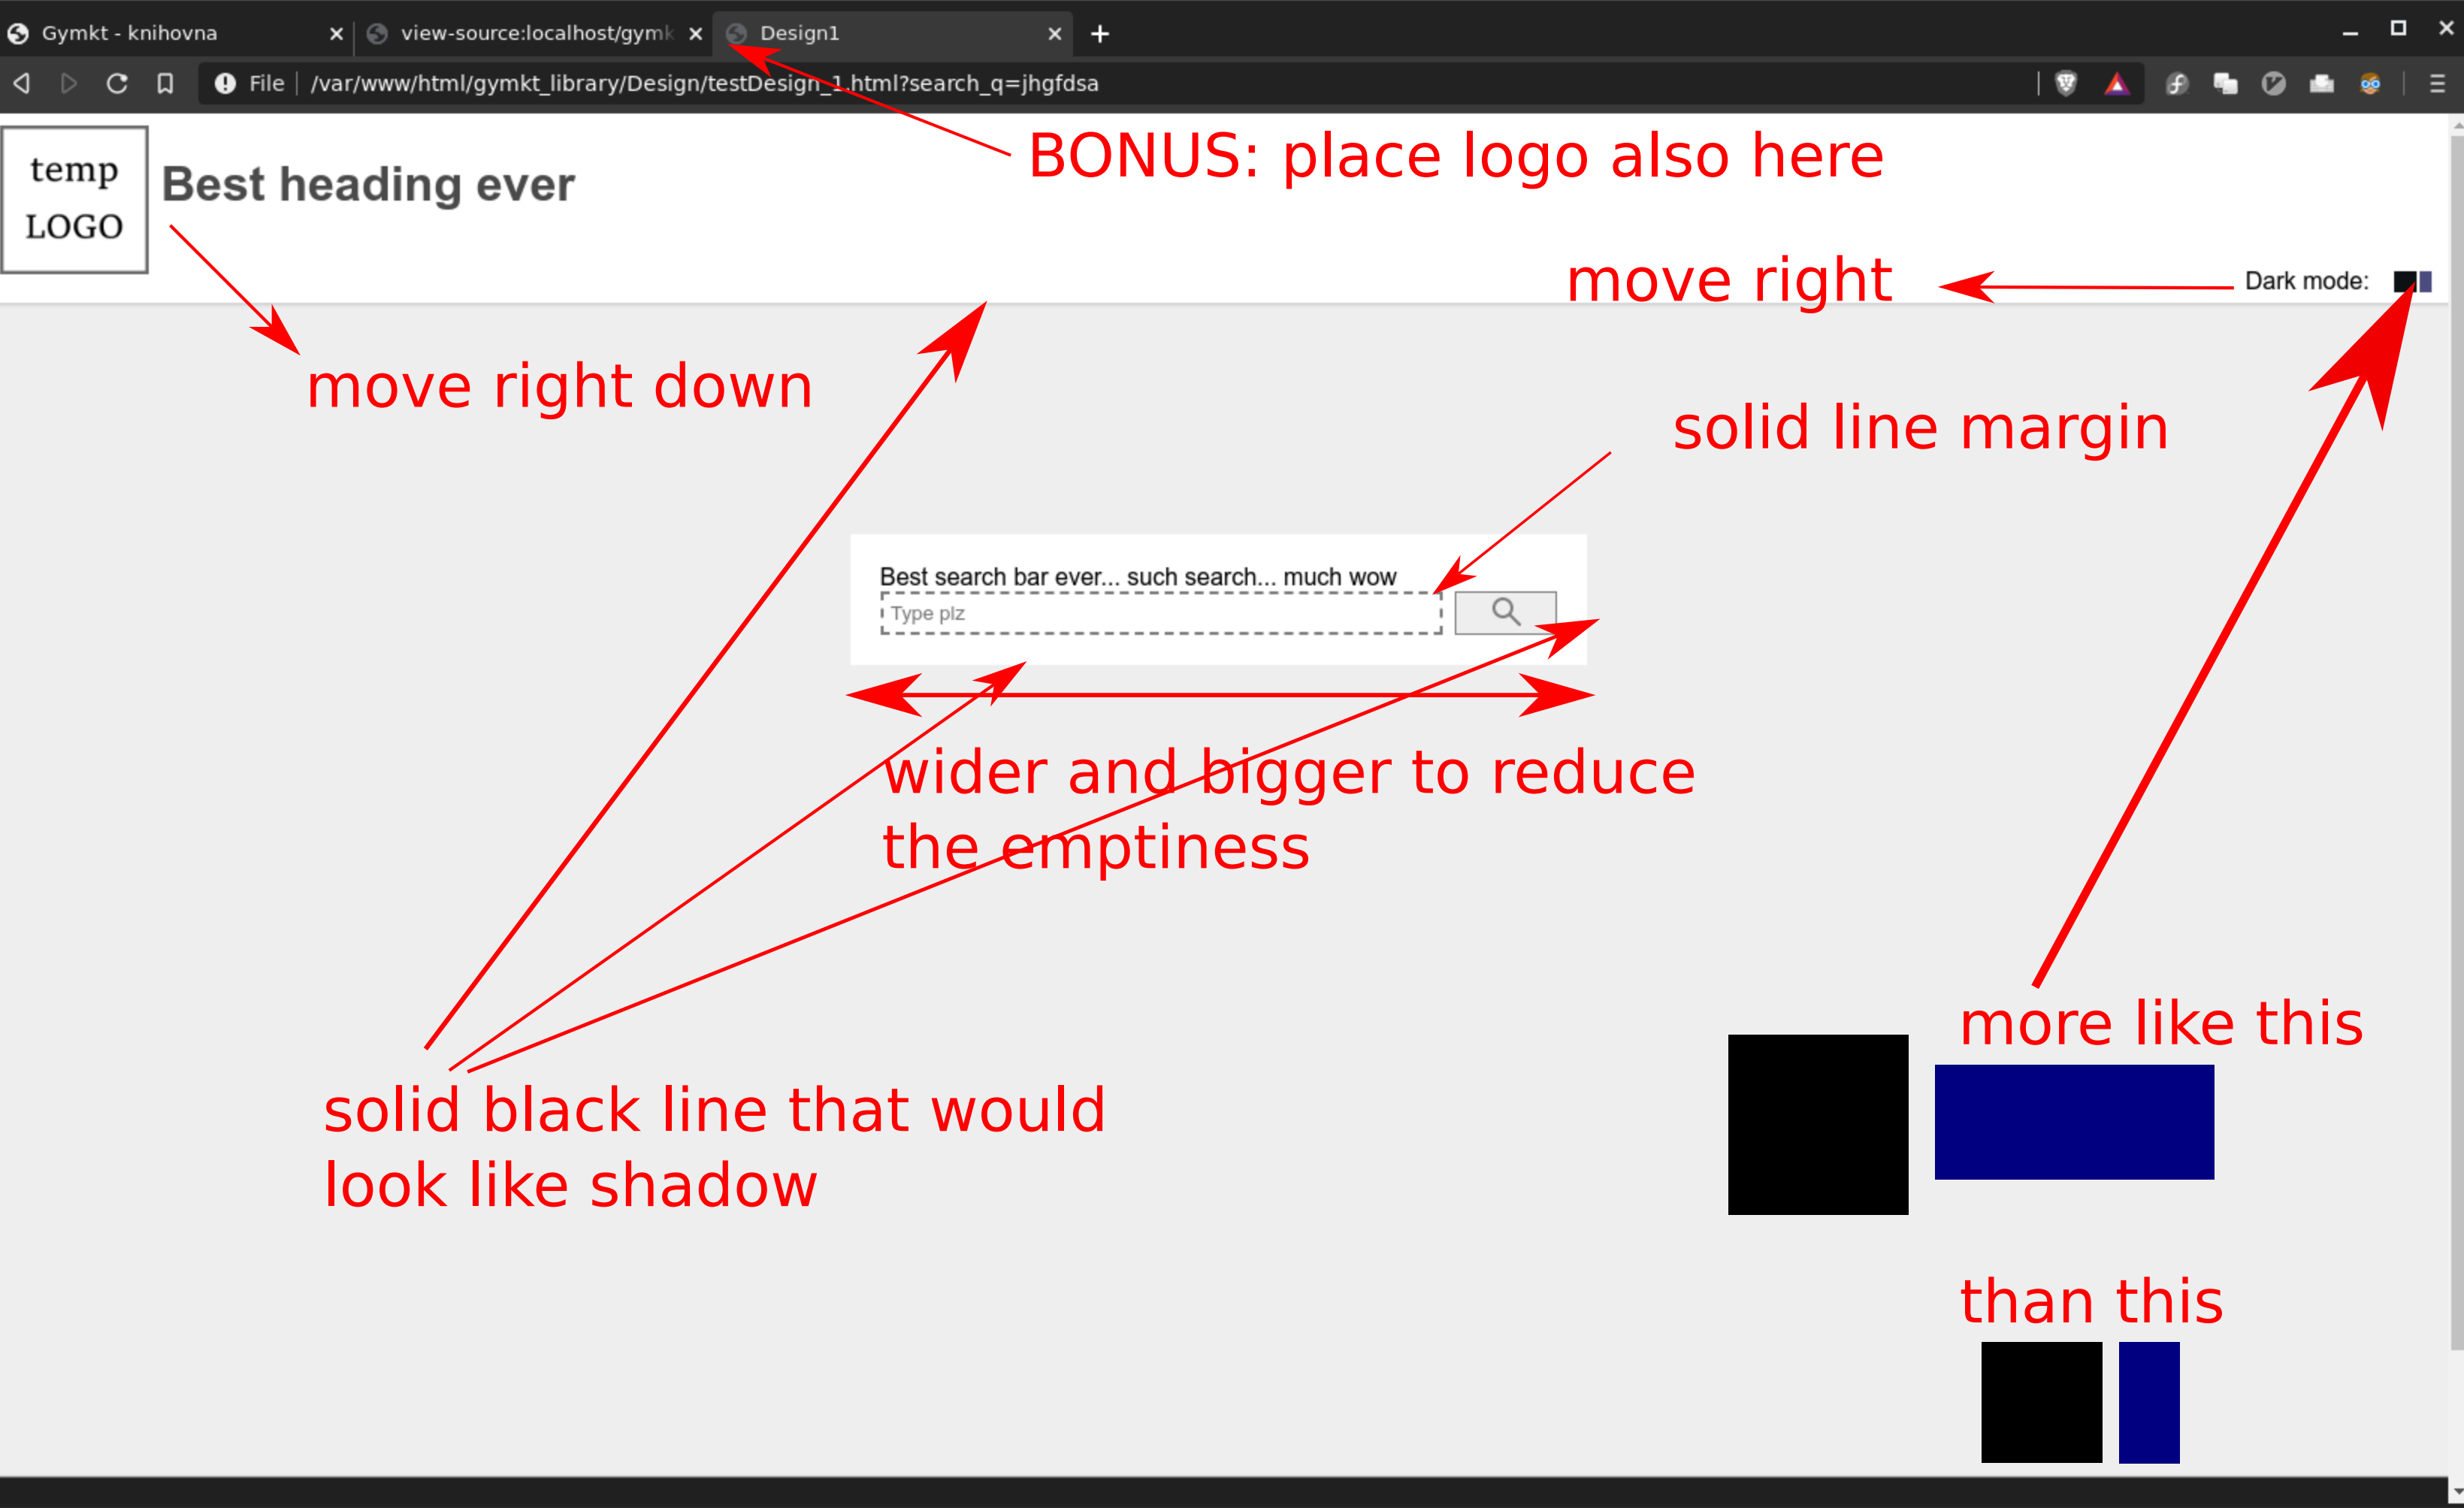 Gymkt - knihovna
view-source:localhost/gymk
Design1
File
/var/www/html/gymkt_library/Design/testDesign_1.html?search_q=jhgfdsa
temp
LOGO
Best heading ever
BONUS: place logo also here
move right
Dark mode:
move right down
solid line margin
Best search bar ever... such search... much wow
Type plz
wider and bigger to reduce
the emptiness
more like this
solid black line that would
look like shadow
than this